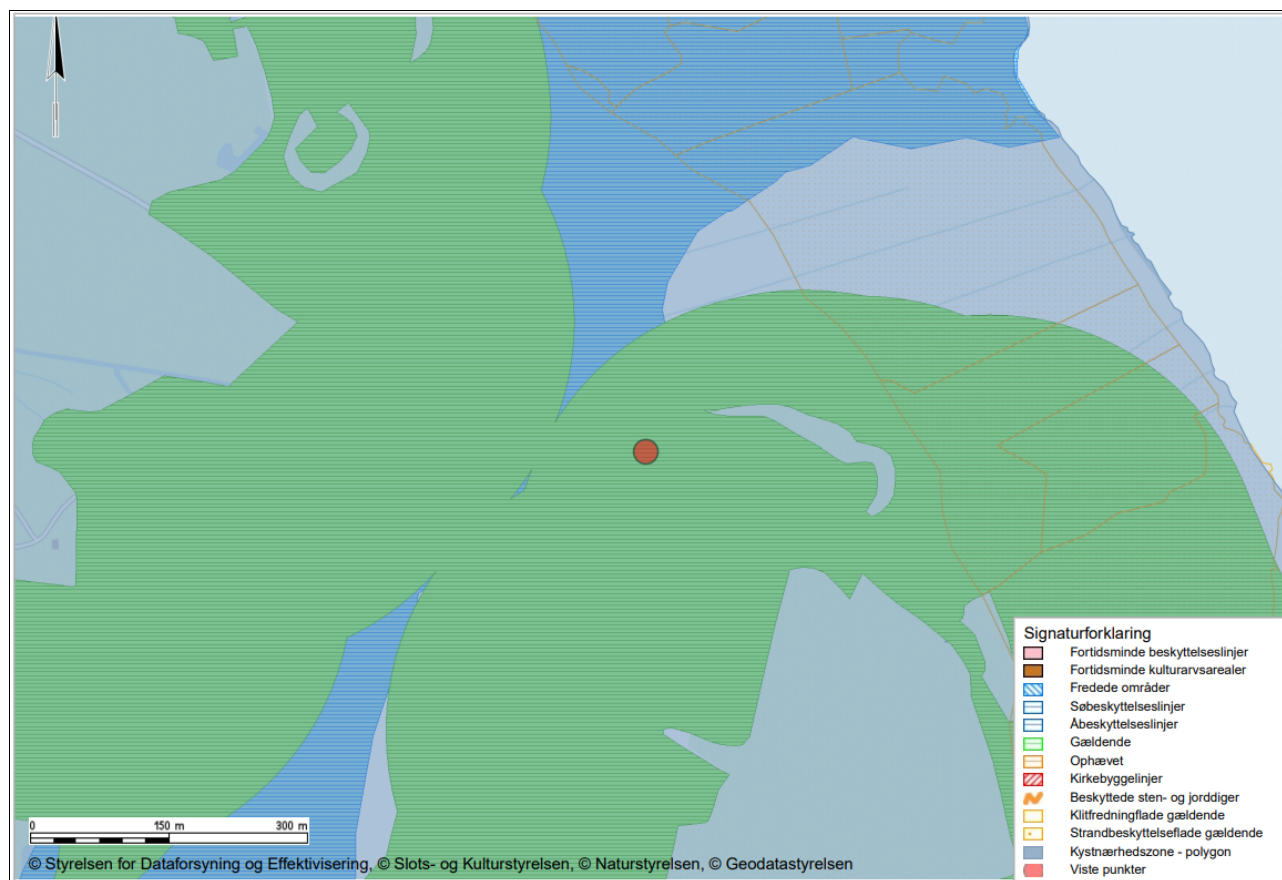 Signaturforklaring
Fortidsminde beskyttelseslinjer
Fortidsminde kulturarvsarealer
Fredede områder
Søbeskyttelseslinjer
Åbeskyttelseslinjer
Gældende
Ophævet
Kirkebyggelinjer
Beskyttede sten- og jorddiger
Klitfredningflade gældende
Strandbeskyttelseflade gældende
Kystnærhedszone - polygon
Viste punkter
0 150 m 300 m
© Styrelsen for Dataforsyning og Effektivisering, © Slots- og Kulturstyrelsen, © Naturstyrelsen, © Geodatastyrelsen